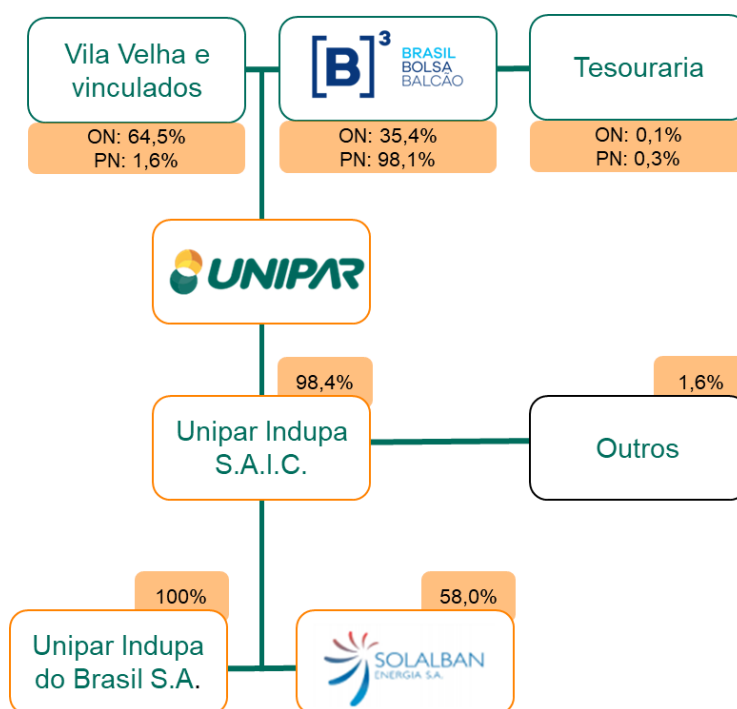 Vila Velha e
vinculados
ON: 64,5%
PN: 1,6%
[B]³
BRASIL
BOLSA
BALCÃO
ON: 35,4%
PN: 98,1%
Tesouraria
ON: 0,1%
PN: 0,3%
UNIPAR
98,4%
Unipar Indupa
S.A.I.C.
1,6%
Outros
100%
Unipar Indupa
do Brasil S.A.
58,0%
SOLALBAN
ENERGIA S.A.